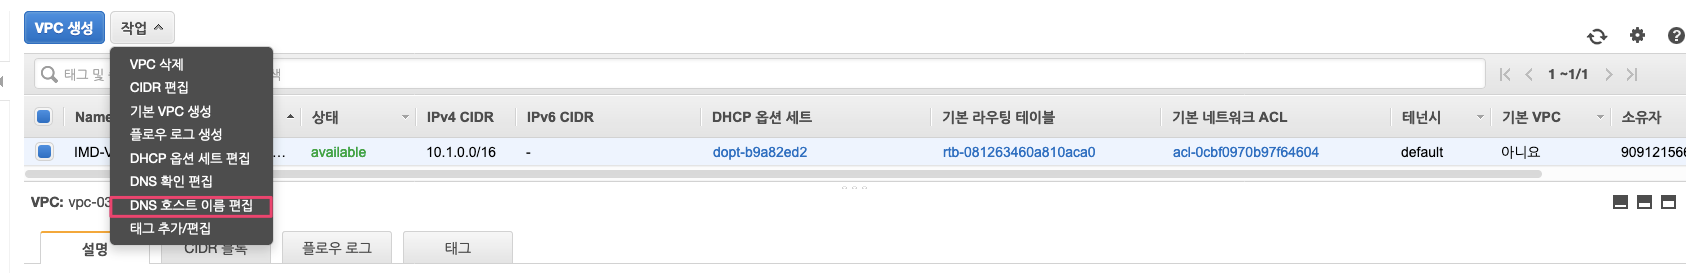 VPC 생성 작업
VPC 삭제
CIDR 편집
기본 VPC 생성
플로우 로그 생성
DHCP 옵션 세트 편집
DNS 확인 편집
DNS 호스트 이름 편집
태그 추가/편집
태그 및 색 1 ~1/1
Name 상태 IPv4 CIDR IPv6 CIDR DHCP 옵션 세트 기본 라우팅 테이블 기본 네트워크 ACL 테넌시 기본 VPC 소유자
IMD-V ... available 10.1.0.0/16 - dopt-b9a82ed2 rtb-081263460a810aca0 acl-0cbf0970b97f64604 default 아니요 909121566
VPC: vpc-03
설명 CIDR 블록 플로우 로그 태그